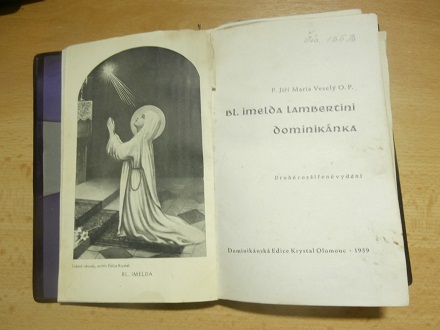 BL. IMELDA
P. Jiří Maria Veselý O. P.
BL. IMELDA LAMBERTINI
DOMINIKÁNKA
Druhé rozšířené vydání
Dominikánská Edice Krystal Olomouc - 1939